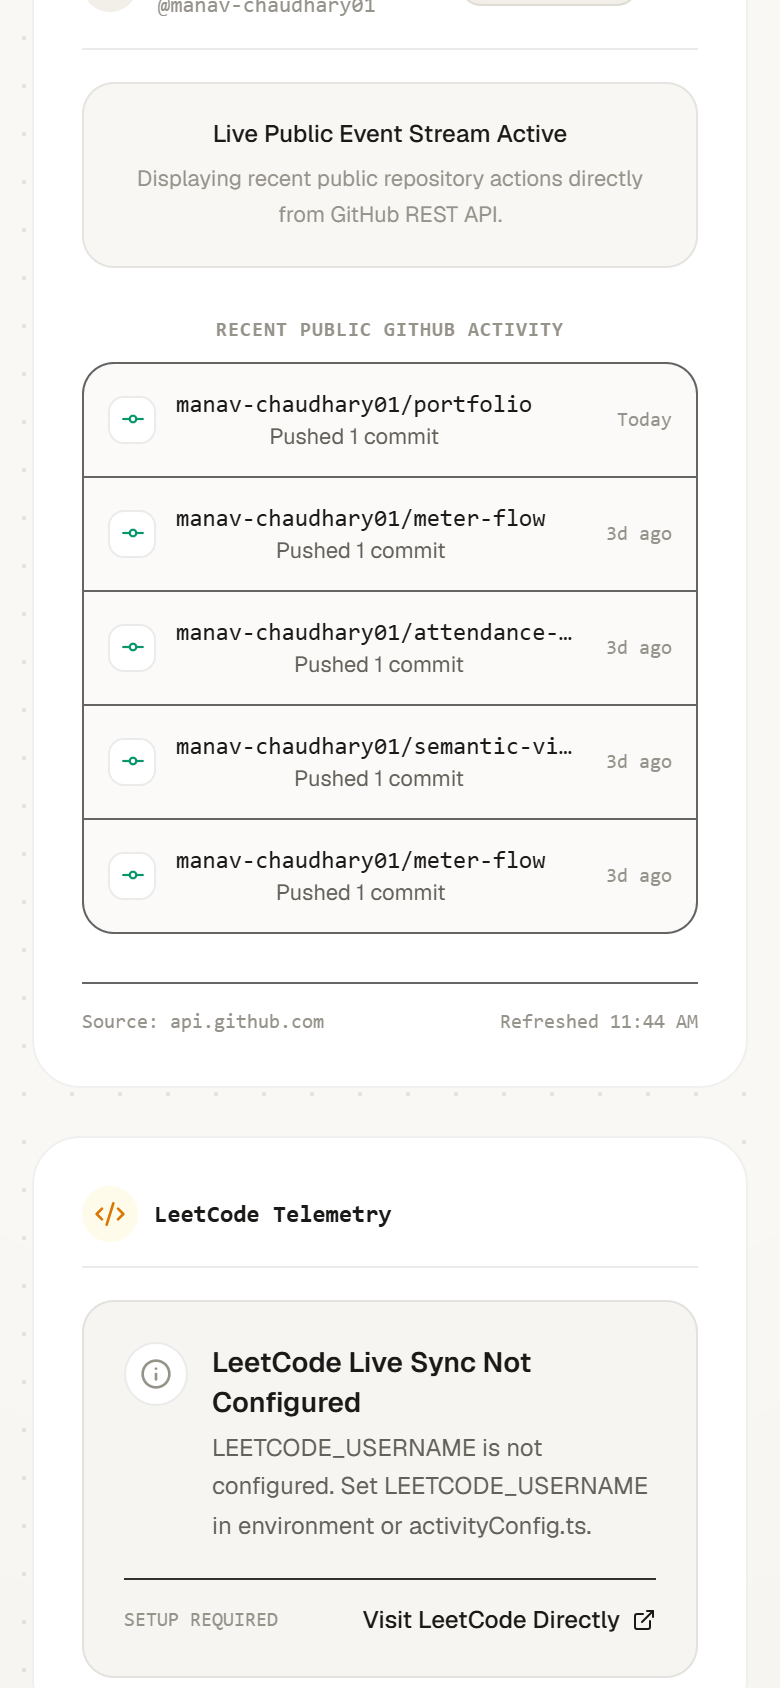 @manav-chaudhary01
Live Public Event Stream Active
Displaying recent public repository actions directly
from GitHub REST API.
RECENT PUBLIC GITHUB ACTIVITY
manav-chaudhary01/portfolio
Pushed 1 commit
Today
manav-chaudhary01/meter-flow
Pushed 1 commit
3d ago
manav-chaudhary01/attendance-…
Pushed 1 commit
3d ago
manav-chaudhary01/semantic-vi…
Pushed 1 commit
3d ago
manav-chaudhary01/meter-flow
Pushed 1 commit
3d ago
Source: api.github.com
Refreshed 11:44 AM
LeetCode Telemetry
LeetCode Live Sync Not
Configured
LEETCODE_USERNAME is not
configured. Set LEETCODE_USERNAME
in environment or activityConfig.ts.
SETUP REQUIRED
Visit LeetCode Directly